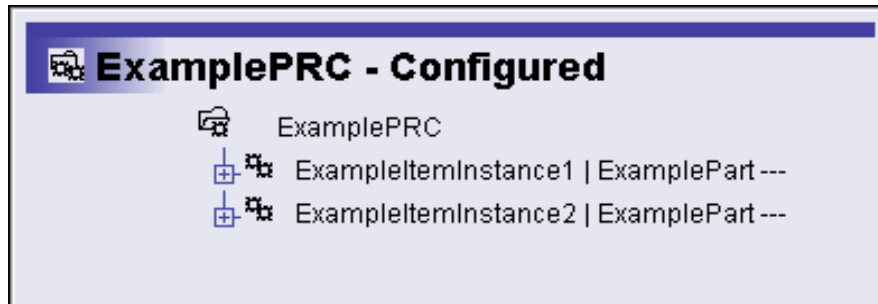 ExamplePRC - Configured
ExamplePRC
ExampleItemInstance1 | ExamplePart ---
ExampleItemInstance2 | ExamplePart ---